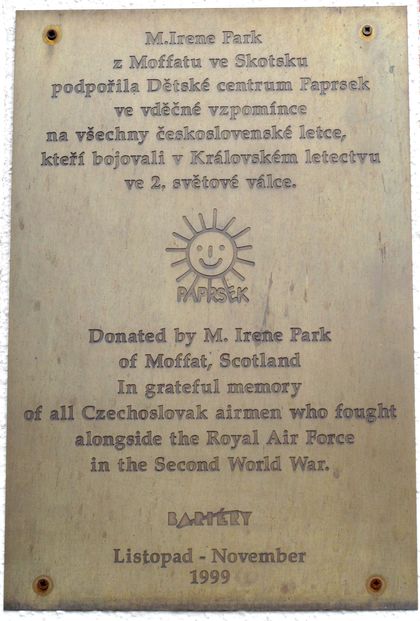 M.Irene Park
z Moffatu ve Skotsku
podpořila Dětské centrum Paprsek
ve vděčné vzpomínce
na všechny československé letce,
kteří bojovali v Královském letectvu
ve 2. světové válce.
PAPRSEK
Donated by M. Irene Park
of Moffat, Scotland
In grateful memory
of all Czechoslovak airmen who fought
alongside the Royal Air Force
in the Second World War.
BARIÉRY
Listopad - November
1999